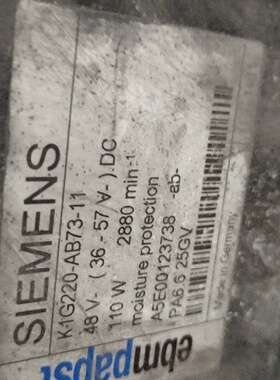 SIEMENS
K1G220-AB73-11
48 V- ( 36 - 57 V- ) DC
110 W 2880 min-1
moisture protection
A5E00123738 -ab-
PA6.6 25GV
Made in Germany
ebmpapst